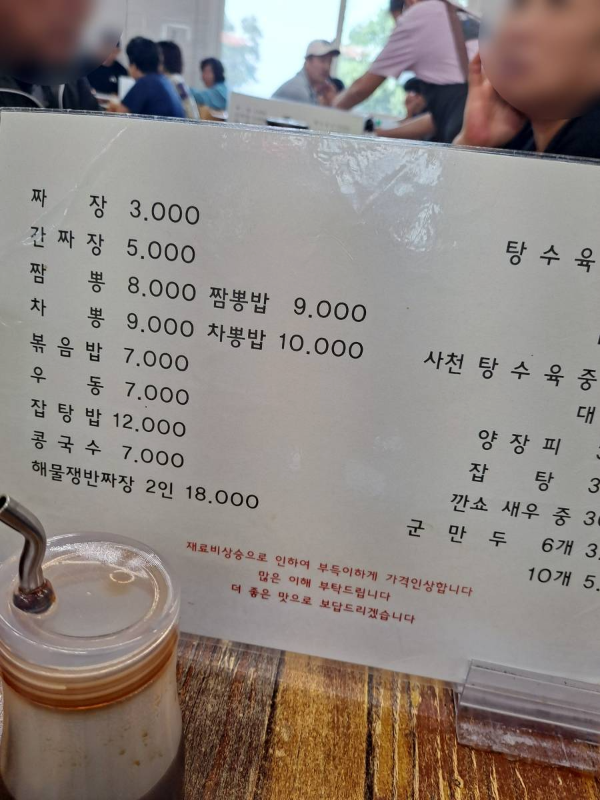 짜 장 3.000
간 짜 장 5.000
짬 뽕 8.000 짬뽕밥 9.000
차 뽕 9.000 차뽕밥 10.000
볶 음 밥 7.000
우 동 7.000
잡 탕 밥 12.000
콩 국 수 7.000
해물쟁반짜장 2인 18.000
탕 수 육
사천 탕 수 육 중
대
양 장 피
잡 탕
깐쇼 새우 중
군 만 두 6개
10개
재료비상승으로 인하여 부득이하게 가격인상합니다
많은 이해 부탁드립니다
더 좋은 맛으로 보답드리겠습니다